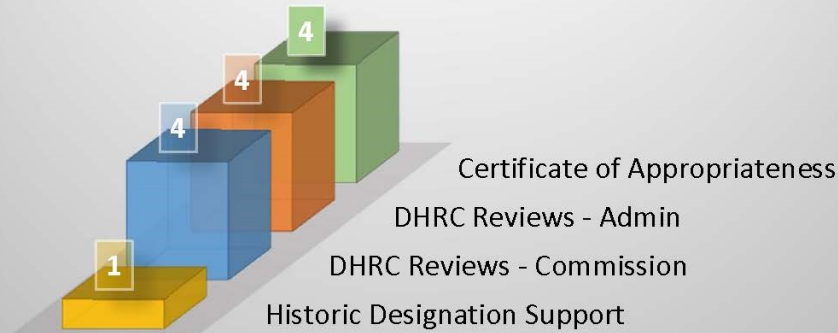 4
4
4
1
Certificate of Appropriateness
DHRC Reviews - Admin
DHRC Reviews - Commission
Historic Designation Support